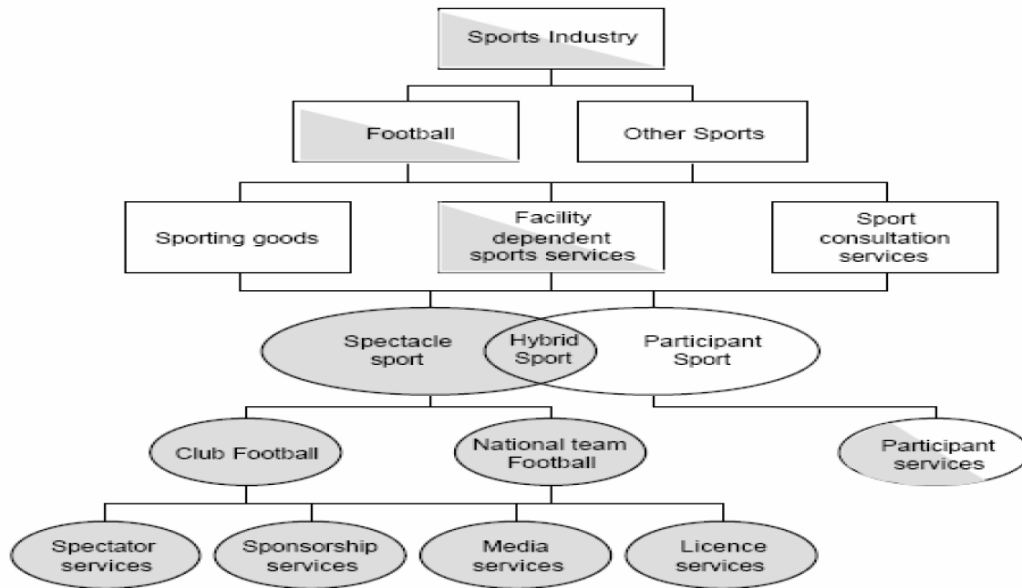 Sports Industry
Football
Other Sports
Sporting goods
Facility
dependent
sports services
Sport
consultation
services
Spectacle
sport
Hybrid
Sport
Participant
Sport
Club Football
National team
Football
Participant
services
Spectator
services
Sponsorship
services
Media
services
Licence
services